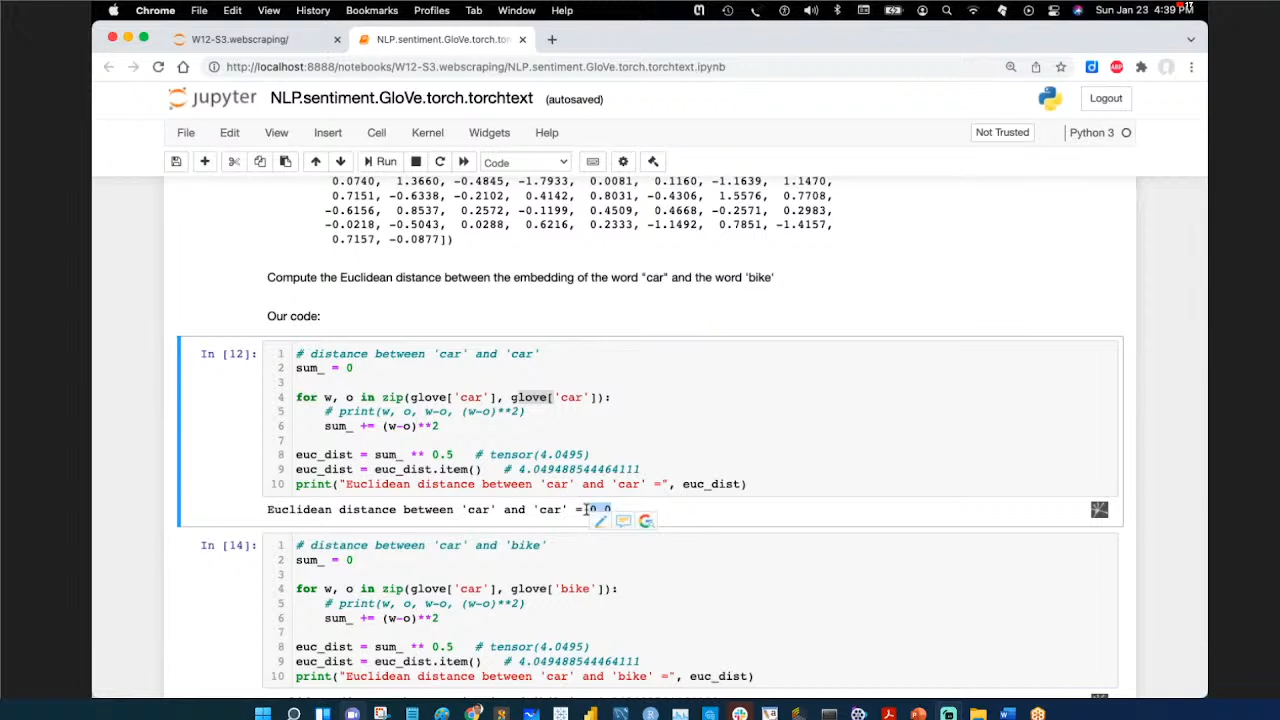 Chrome File Edit View History Bookmarks Profiles Tab Window Help Sun Jan 23 4:39 PM
W12-S3.webscraping/
NLP.sentiment.GloVe.torch.tor
http://localhost:8888/notebooks/W12-S3.webscraping/NLP.sentiment.GloVe.torch.torchtext.ipynb
jupyter NLP.sentiment.GloVe.torch.torchtext (autosaved)
Logout
File Edit View Insert Cell Kernel Widgets Help
Not Trusted
Python 3
Run
Code
0.0740, 1.3660, -0.4845, -1.7933, 0.0081, 0.1160, -1.1639, 1.1470,
0.7151, -0.6338, -0.2102, 0.4142, 0.8031, -0.4306, 1.5576, 0.7708,
-0.6156, 0.8537, 0.2572, -0.1199, 0.4509, 0.4668, -0.2571, 0.2983,
-0.0218, -0.5043, 0.0288, 0.6216, 0.2333, -1.1492, 0.7851, -1.4157,
0.7157, -0.0877])
Compute the Euclidean distance between the embedding of the word "car" and the word 'bike'
Our code:
In [12]:
1 # distance between 'car' and 'car'
2 sum_ = 0
3
4 for w, o in zip(glove['car'], glove['car']):
5 # print(w, o, w-o, (w-o)**2)
6 sum_ += (w-o)**2
7
8 euc_dist = sum_ ** 0.5 # tensor(4.0495)
9 euc_dist = euc_dist.item() # 4.049488544464111
10 print("Euclidean distance between 'car' and 'car' =", euc_dist)
Euclidean distance between 'car' and 'car' = 0.0
In [14]:
1 # distance between 'car' and 'bike'
2 sum_ = 0
3
4 for w, o in zip(glove['car'], glove['bike']):
5 # print(w, o, w-o, (w-o)**2)
6 sum_ += (w-o)**2
7
8 euc_dist = sum_ ** 0.5 # tensor(4.0495)
9 euc_dist = euc_dist.item() # 4.049488544464111
10 print("Euclidean distance between 'car' and 'bike' =", euc_dist)